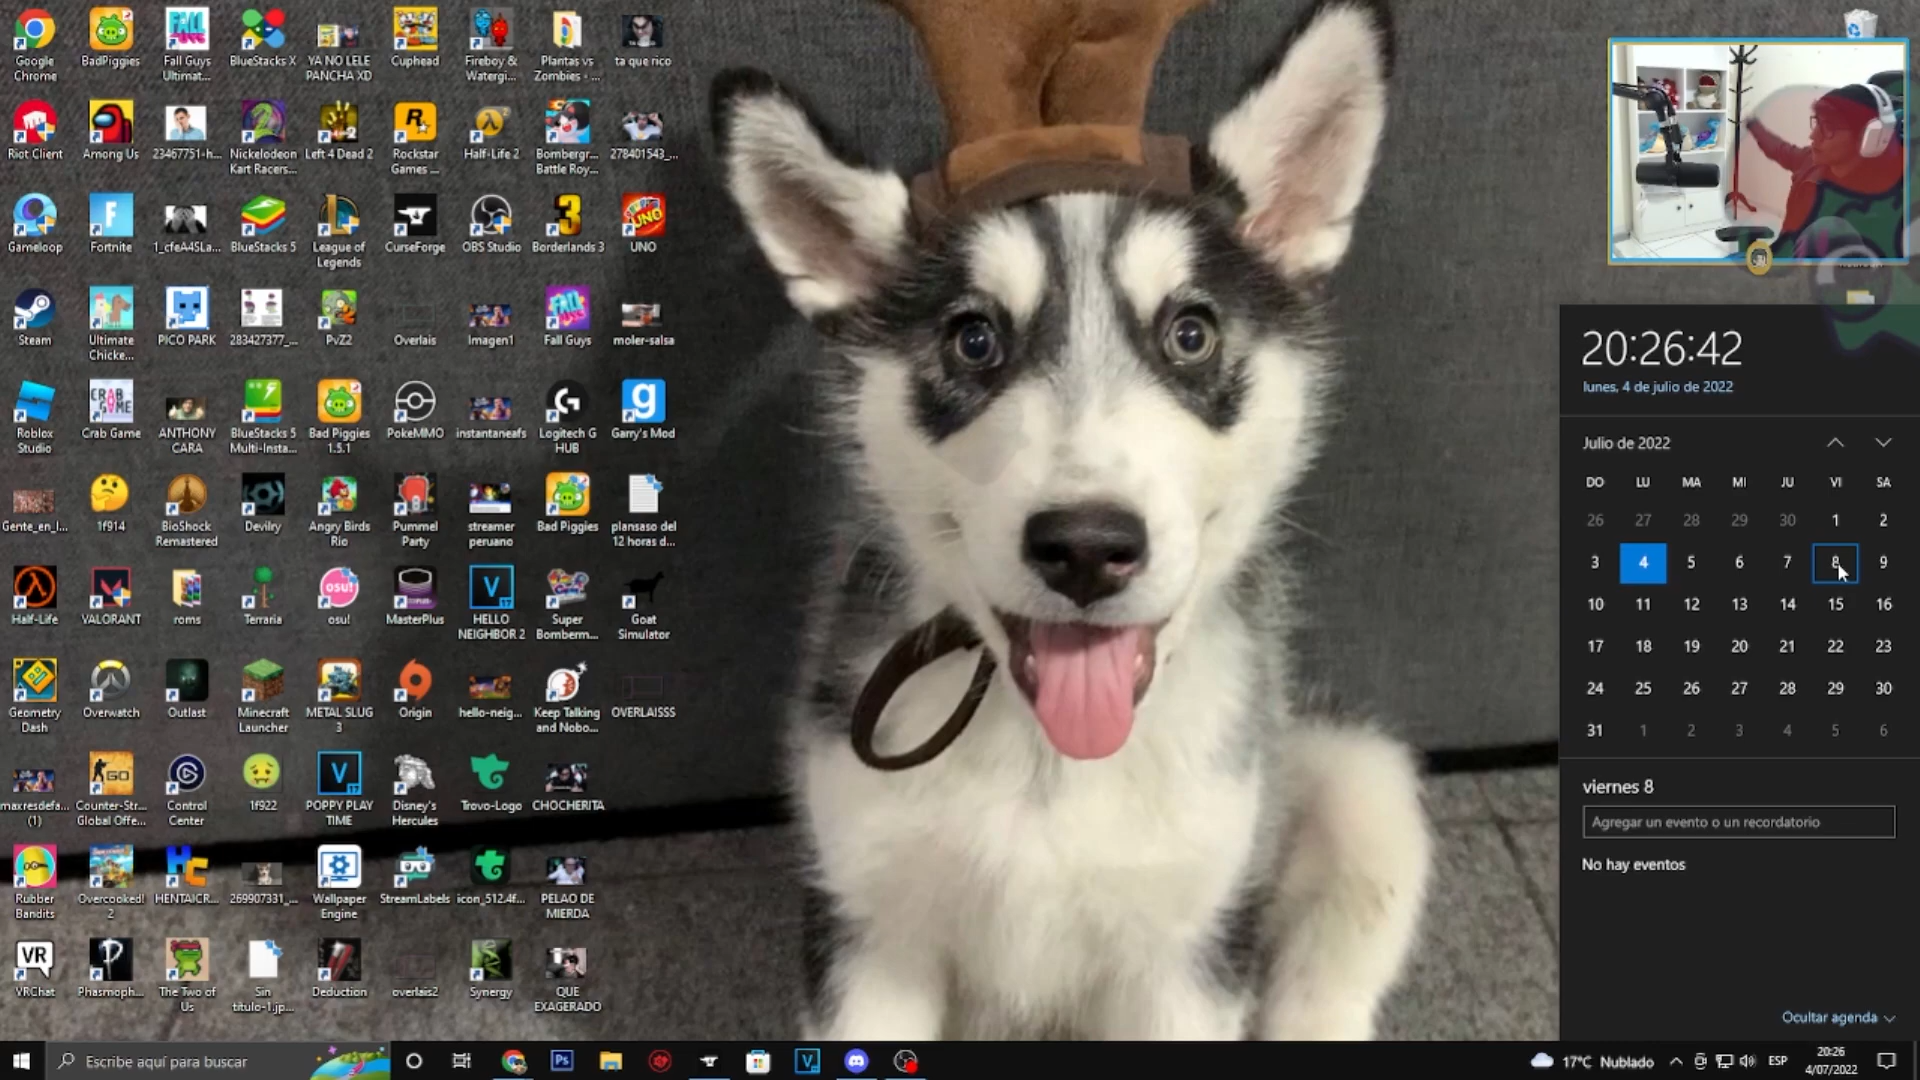 Google
Chrome
BadPiggies
Fall Guys
Ultimat...
BlueStacks X
YA NO LELE
PANCHA XD
Cuphead
Fireboy &
Watergi...
Plantas vs
Zombies - ...
ta que rico
Riot Client
Among Us
23467751-h...
Nickelodeon
Kart Racers...
Left 4 Dead 2
Rockstar
Games ...
Half-Life 2
Bombergr...
Battle Roy...
278401543_...
Gameloop
Fortnite
1_cfeA4SLa...
BlueStacks 5
League of
Legends
CurseForge
OBS Studio
Borderlands 3
UNO
Steam
Ultimate
Chicke...
PICO PARK
283427377_...
PvZ2
Overlais
Imagen1
Fall Guys
moler-salsa
Roblox
Studio
Crab Game
ANTHONY
CARA
BlueStacks 5
Multi-Insta...
Bad Piggies
1.5.1
PokeMMO
instantaneafs
Logitech G
HUB
Garry's Mod
Gente_en_l...
1f914
BioShock
Remastered
Devilry
Angry Birds
Rio
Pummel
Party
streamer
peruano
Bad Piggies
plansaso del
12 horas d...
Half-Life
VALORANT
roms
Terraria
osu!
MasterPlus
HELLO
NEIGHBOR 2
Super
Bomberm...
Goat
Simulator
Geometry
Dash
Overwatch
Outlast
Minecraft
Launcher
METAL SLUG
3
Origin
hello-neig...
Keep Talking
and Nobo...
OVERLAISSS
maxresdefa...
(1)
Counter-Str...
Global Offe...
Control
Center
1f922
POPPY PLAY
TIME
Disney's
Hercules
Trovo-Logo
CHOCHERITA
Rubber
Bandits
Overcooked!
2
HENTAICR...
269907331_...
Wallpaper
Engine
StreamLabels
icon_512.4f...
PELAO DE
MIERDA
VRChat
Phasmoph...
The Two of
Us
Sin
título-1.jp...
Deduction
overlais2
Synergy
QUE
EXAGERADO
20:26:42
lunes, 4 de julio de 2022
Julio de 2022
DO LU MA MI JU VI SA
26 27 28 29 30 1 2
3 4 5 6 7 8 9
10 11 12 13 14 15 16
17 18 19 20 21 22 23
24 25 26 27 28 29 30
31 1 2 3 4 5 6
viernes 8
Agregar un evento o un recordatorio
No hay eventos
Ocultar agenda
Escribe aquí para buscar
17°C Nublado
ESP
20:26
4/07/2022